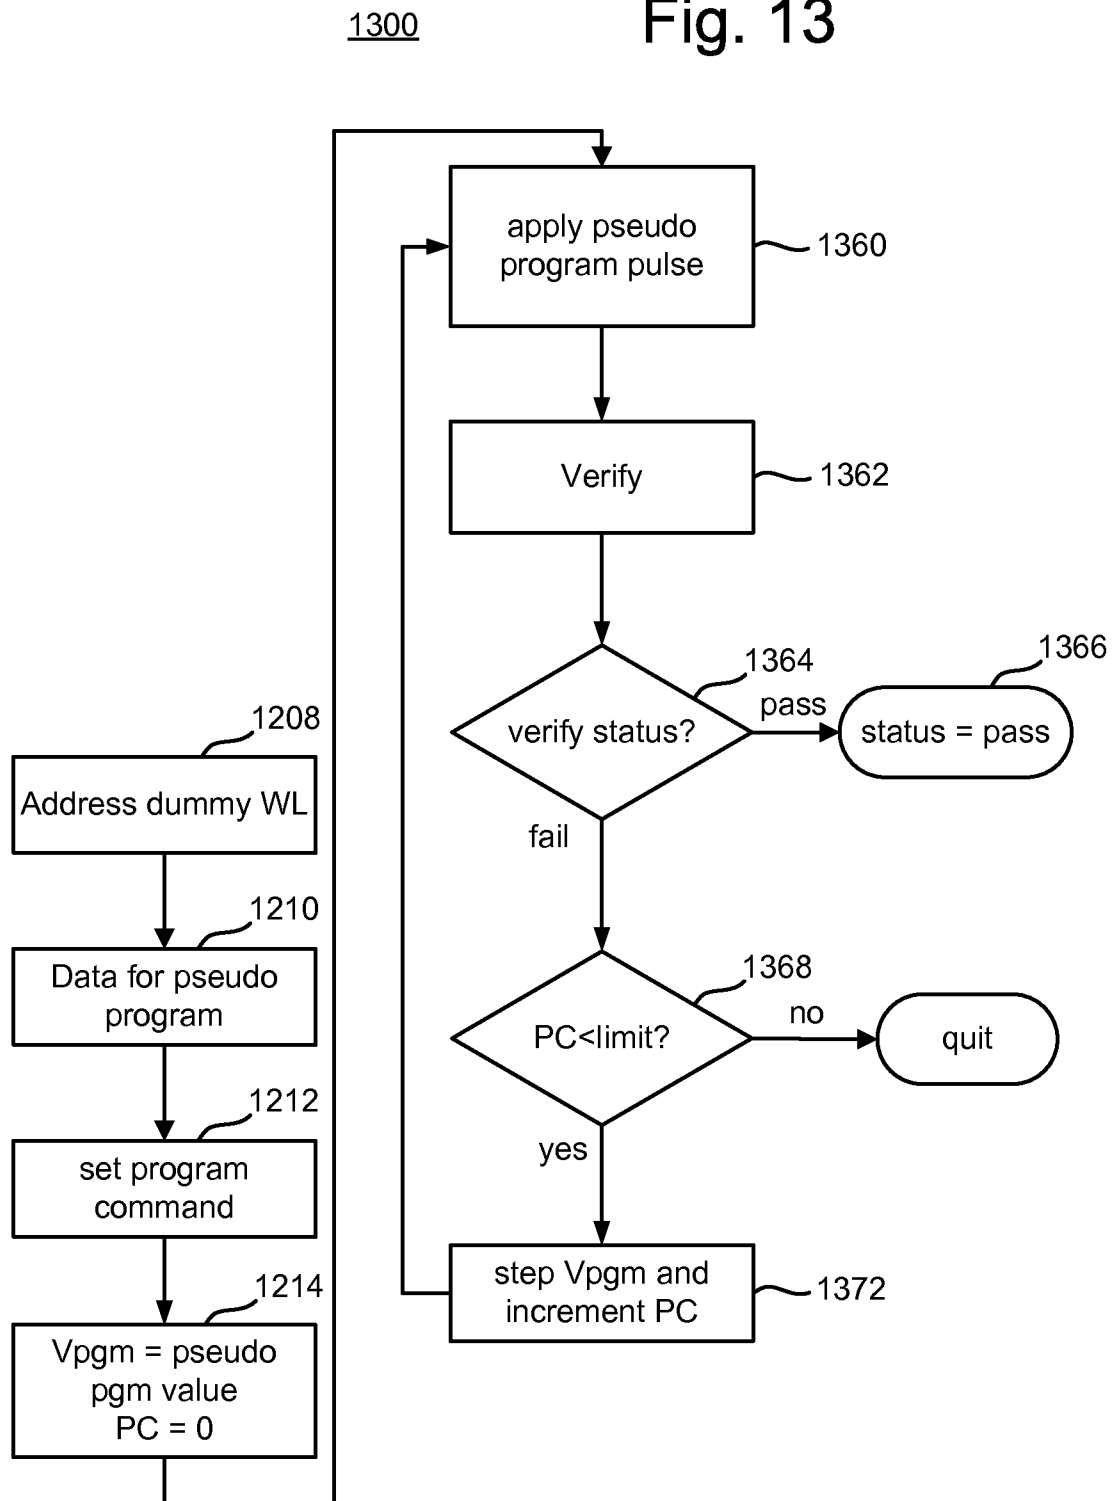 1300
Fig. 13
apply pseudo
program pulse
1360
Verify
1362
verify status?
1364
pass
status = pass
1366
fail
PC<limit?
1368
no
quit
yes
step Vpgm and
increment PC
1372
1208
Address dummy WL
1210
Data for pseudo
program
1212
set program
command
1214
Vpgm = pseudo
pgm value
PC = 0